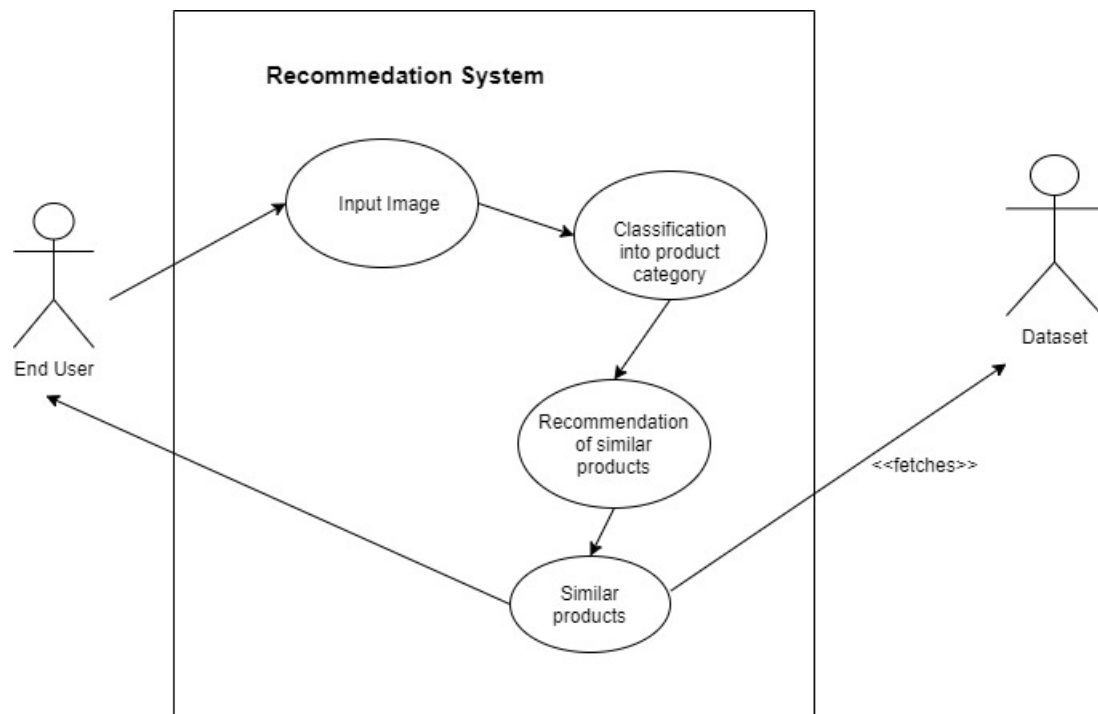 Recommedation System
Input Image
Classification
into product
category
End User
Dataset
Recommendation
of similar
products
<<fetches>>
Similar
products